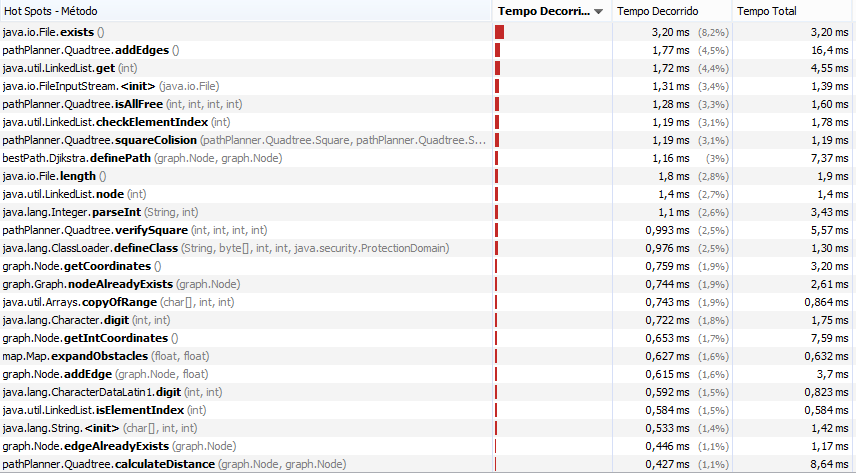 Hot Spots - Método Tempo Decorri... Tempo Decorrido Tempo Total
java.io.File.exists () 3,20 ms (8,2%) 3,20 ms
pathPlanner.Quadtree.addEdges () 1,77 ms (4,5%) 16,4 ms
java.util.LinkedList.get (int) 1,72 ms (4,4%) 4,55 ms
java.io.FileInputStream.<init> (java.io.File) 1,31 ms (3,4%) 1,39 ms
pathPlanner.Quadtree.isAllFree (int, int, int, int) 1,28 ms (3,3%) 1,60 ms
java.util.LinkedList.checkElementIndex (int) 1,19 ms (3,1%) 1,78 ms
pathPlanner.Quadtree.squareColision (pathPlanner.Quadtree.Square, pathPlanner.Quadtree.S... 1,19 ms (3,1%) 1,19 ms
bestPath.Djikstra.definePath (graph.Node, graph.Node) 1,16 ms (3%) 7,37 ms
java.io.File.length () 1,8 ms (2,8%) 1,9 ms
java.util.LinkedList.node (int) 1,4 ms (2,7%) 1,4 ms
java.lang.Integer.parseInt (String, int) 1,1 ms (2,6%) 3,43 ms
pathPlanner.Quadtree.verifySquare (int, int, int, int) 0,993 ms (2,5%) 5,57 ms
java.lang.ClassLoader.defineClass (String, byte[], int, int, java.security.ProtectionDomain) 0,976 ms (2,5%) 1,30 ms
graph.Node.getCoordinates () 0,759 ms (1,9%) 3,20 ms
graph.Graph.nodeAlreadyExists (graph.Node) 0,744 ms (1,9%) 2,61 ms
java.util.Arrays.copyOfRange (char[], int, int) 0,743 ms (1,9%) 0,864 ms
java.lang.Character.digit (int, int) 0,722 ms (1,8%) 1,75 ms
graph.Node.getIntCoordinates () 0,653 ms (1,7%) 7,59 ms
map.Map.expandObstacles (float, float) 0,627 ms (1,6%) 0,632 ms
graph.Node.addEdge (graph.Node, float) 0,615 ms (1,6%) 3,7 ms
java.lang.CharacterDataLatin1.digit (int, int) 0,592 ms (1,5%) 0,823 ms
java.util.LinkedList.isElementIndex (int) 0,584 ms (1,5%) 0,584 ms
java.lang.String.<init> (char[], int, int) 0,533 ms (1,4%) 1,42 ms
graph.Node.edgeAlreadyExists (graph.Node) 0,446 ms (1,1%) 1,17 ms
pathPlanner.Quadtree.calculateDistance (graph.Node, graph.Node) 0,427 ms (1,1%) 8,64 ms